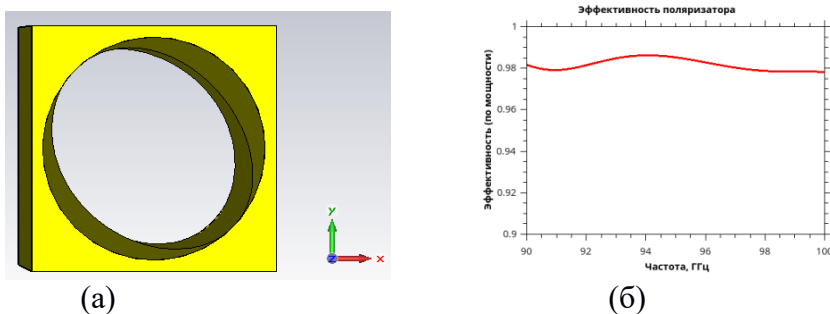 Эффективность поляризатора
1
0.98
0.96
0.94
0.92
0.9
Эффективность (по мощности)
90
92
94
96
98
100
Частота, ГГц
y
z
x
(а)
(б)